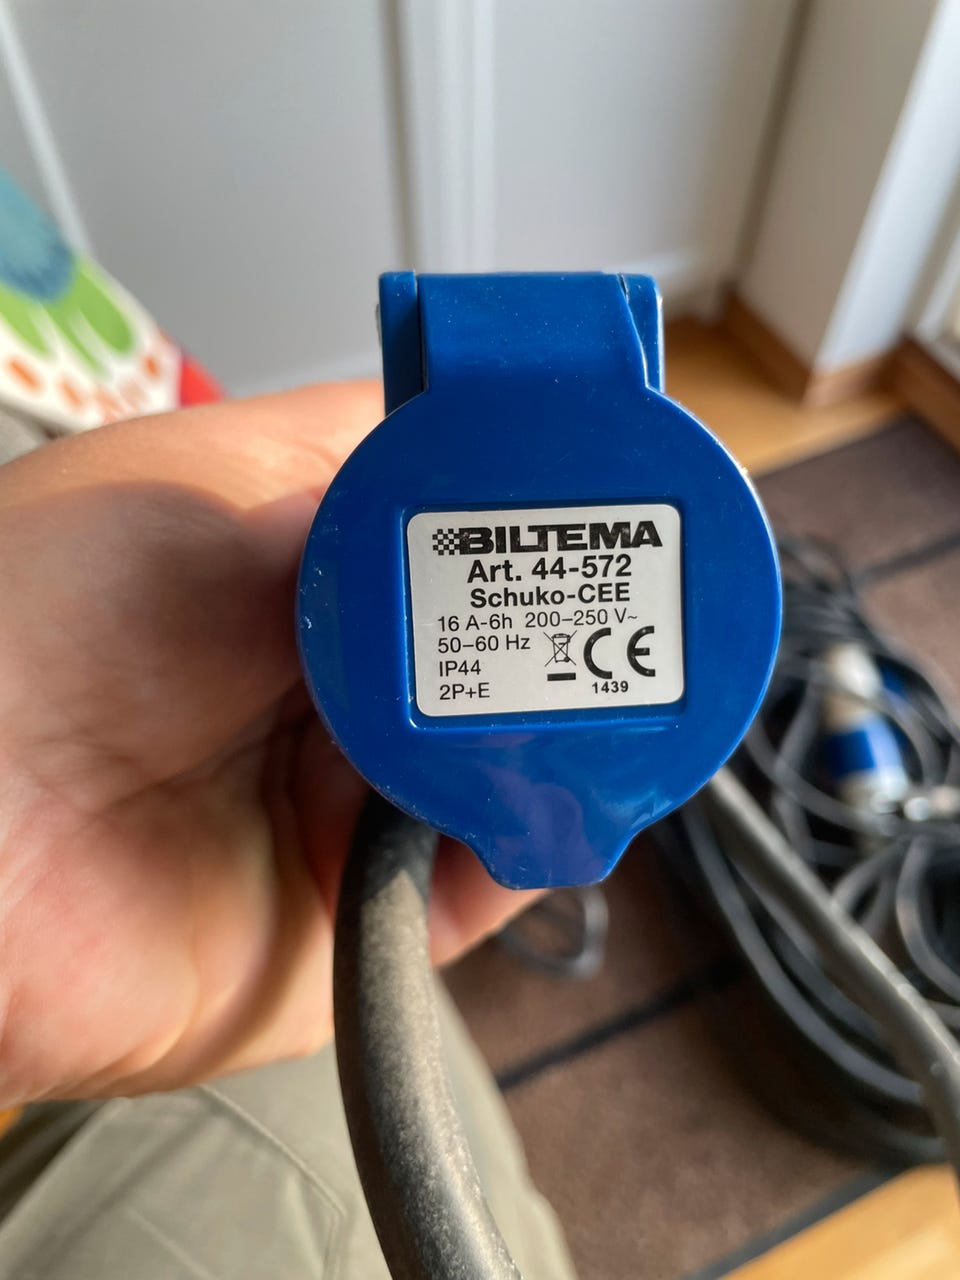 BILTEMA
Art. 44-572
Schuko-CEE
16 A-6h 200–250 V~
50–60 Hz
IP44
2P+E
CE
1439